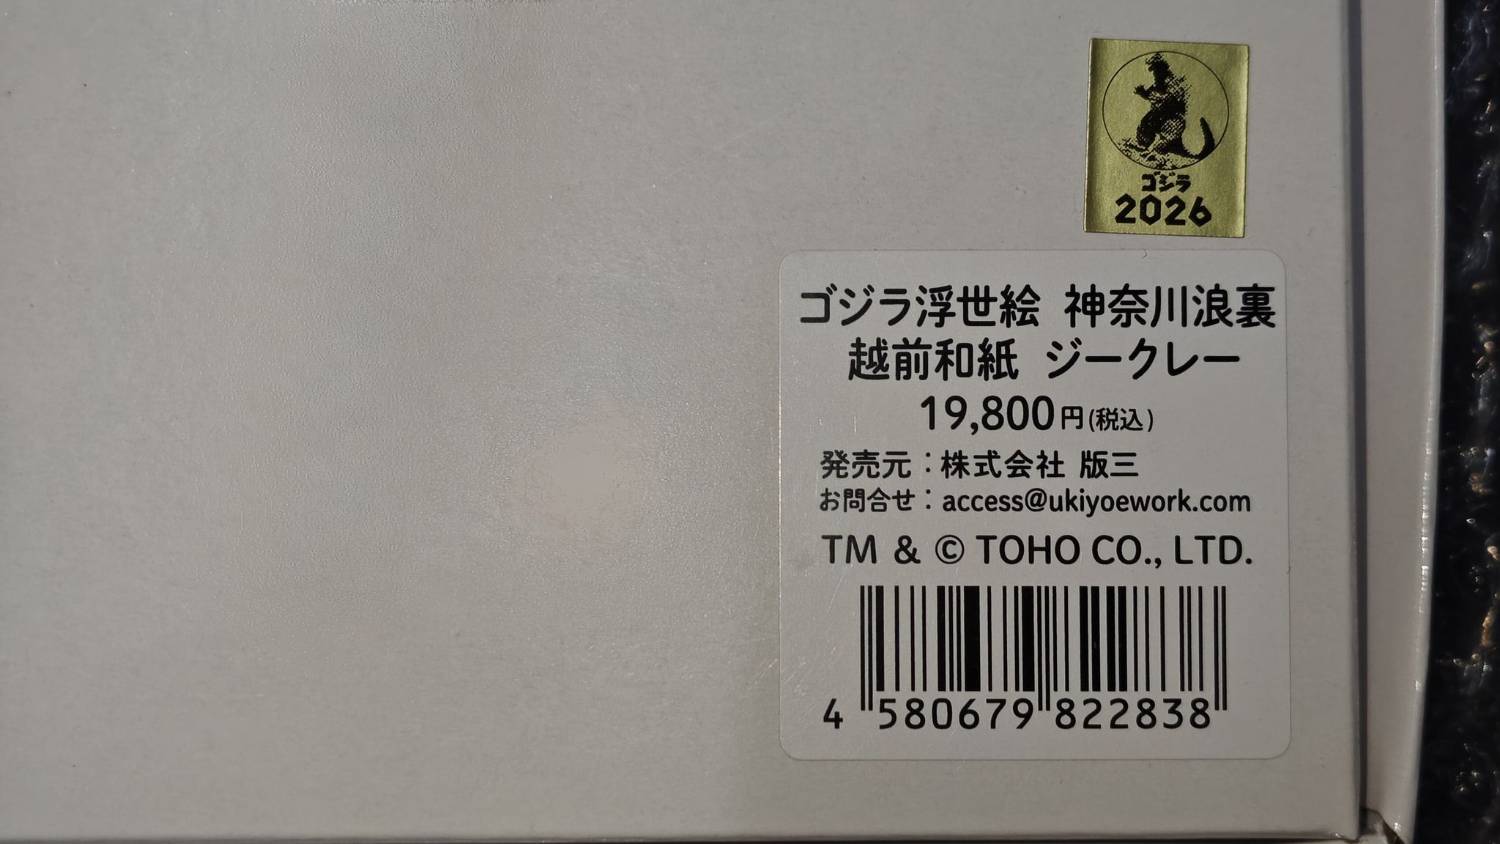 ゴジラ
2026
ゴジラ浮世絵 神奈川浪裏
越前和紙 ジークレー
19,800円(税込)
発売元：株式会社 版三
お問合せ：access@ukiyoework.com
TM & © TOHO CO., LTD.
4 580679 822838